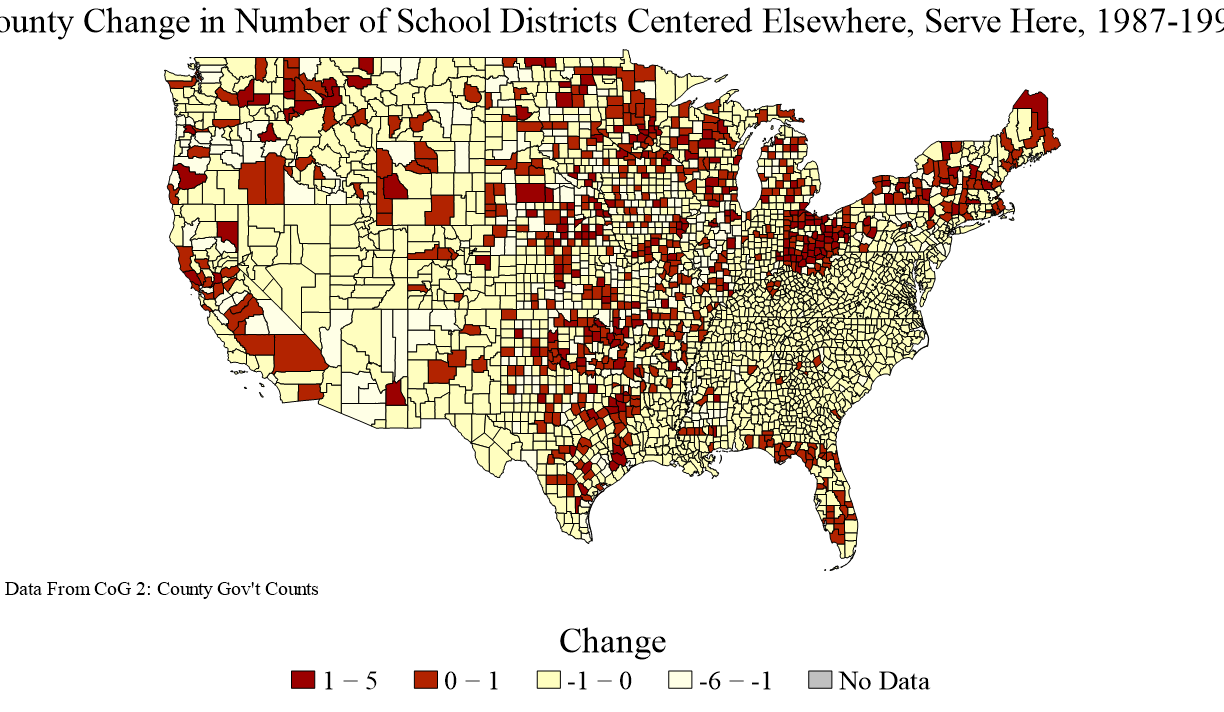 ounty Change in Number of School Districts Centered Elsewhere, Serve Here, 1987-199
Data From CoG 2: County Gov't Counts
Change
1 − 5
0 − 1
-1 − 0
-6 − -1
No Data